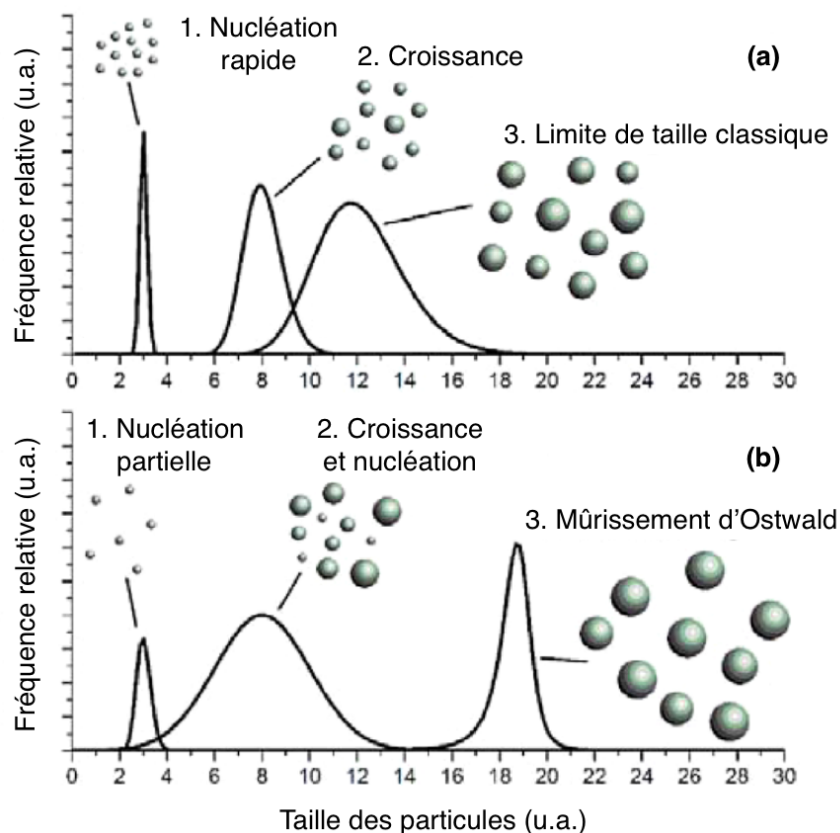 1. Nucléation
rapide
2. Croissance
(a)
3. Limite de taille classique
Fréquence relative (u.a.)
0 2 4 6 8 10 12 14 16 18 20 22 24 26 28 30
1. Nucléation
partielle
2. Croissance
et nucléation
(b)
3. Mûrissement d'Ostwald
Fréquence relative (u.a.)
0 2 4 6 8 10 12 14 16 18 20 22 24 26 28 30
Taille des particules (u.a.)